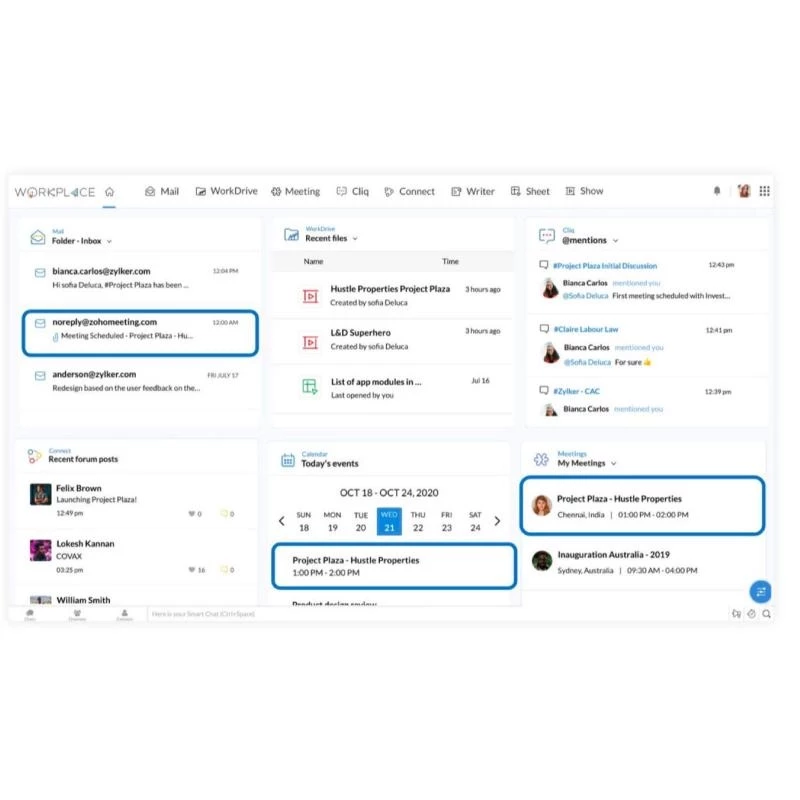 WORKPLACE
Mail
WorkDrive
Meeting
Cliq
Connect
Writer
Sheet
Show
Mail
Folder - Inbox
bianca.carlos@zylker.com 12:04 PM
Hi sofia Deluca, #Project Plaza has been ...
noreply@zohomeeting.com 12:00 AM
Meeting Scheduled - Project Plaza - Hu...
anderson@zylker.com FRI JULY 17
Redesign based on the user feedback on the...
WorkDrive
Recent files
Name Time
Hustle Properties Project Plaza 3 hours ago
Created by sofia Deluca
L&D Superhero 3 hours ago
Created by sofia Deluca
List of app modules in ... Jul 16
Last opened by you
Cliq
@mentions
#Project Plaza Initial Discussion 12:43 pm
Bianca Carlos mentioned you
@Sofia Deluca First meeting scheduled with Invest...
#Claire Labour Law 12:41 pm
Bianca Carlos mentioned you
@Sofia Deluca For sure 👍
#Zylker - CAC 12:39 pm
Bianca Carlos mentioned you
Connect
Recent forum posts
Felix Brown
Launching Project Plaza!
12:49 pm 0 0
Lokesh Kannan
COVAX
03:25 pm 16 0
William Smith
Calendar
Today's events
OCT 18 - OCT 24, 2020
SUN MON TUE WED THU FRI SAT
18 19 20 21 22 23 24
Project Plaza - Hustle Properties
1:00 PM - 2:00 PM
Product design review
Meetings
My Meetings
Project Plaza - Hustle Properties
Chennai, India | 01:00 PM - 02:00 PM
Inauguration Australia - 2019
Sydney, Australia | 09:30 AM - 04:00 PM
Chats Channels Contacts Here is your Smart Chat (Ctrl+Space)